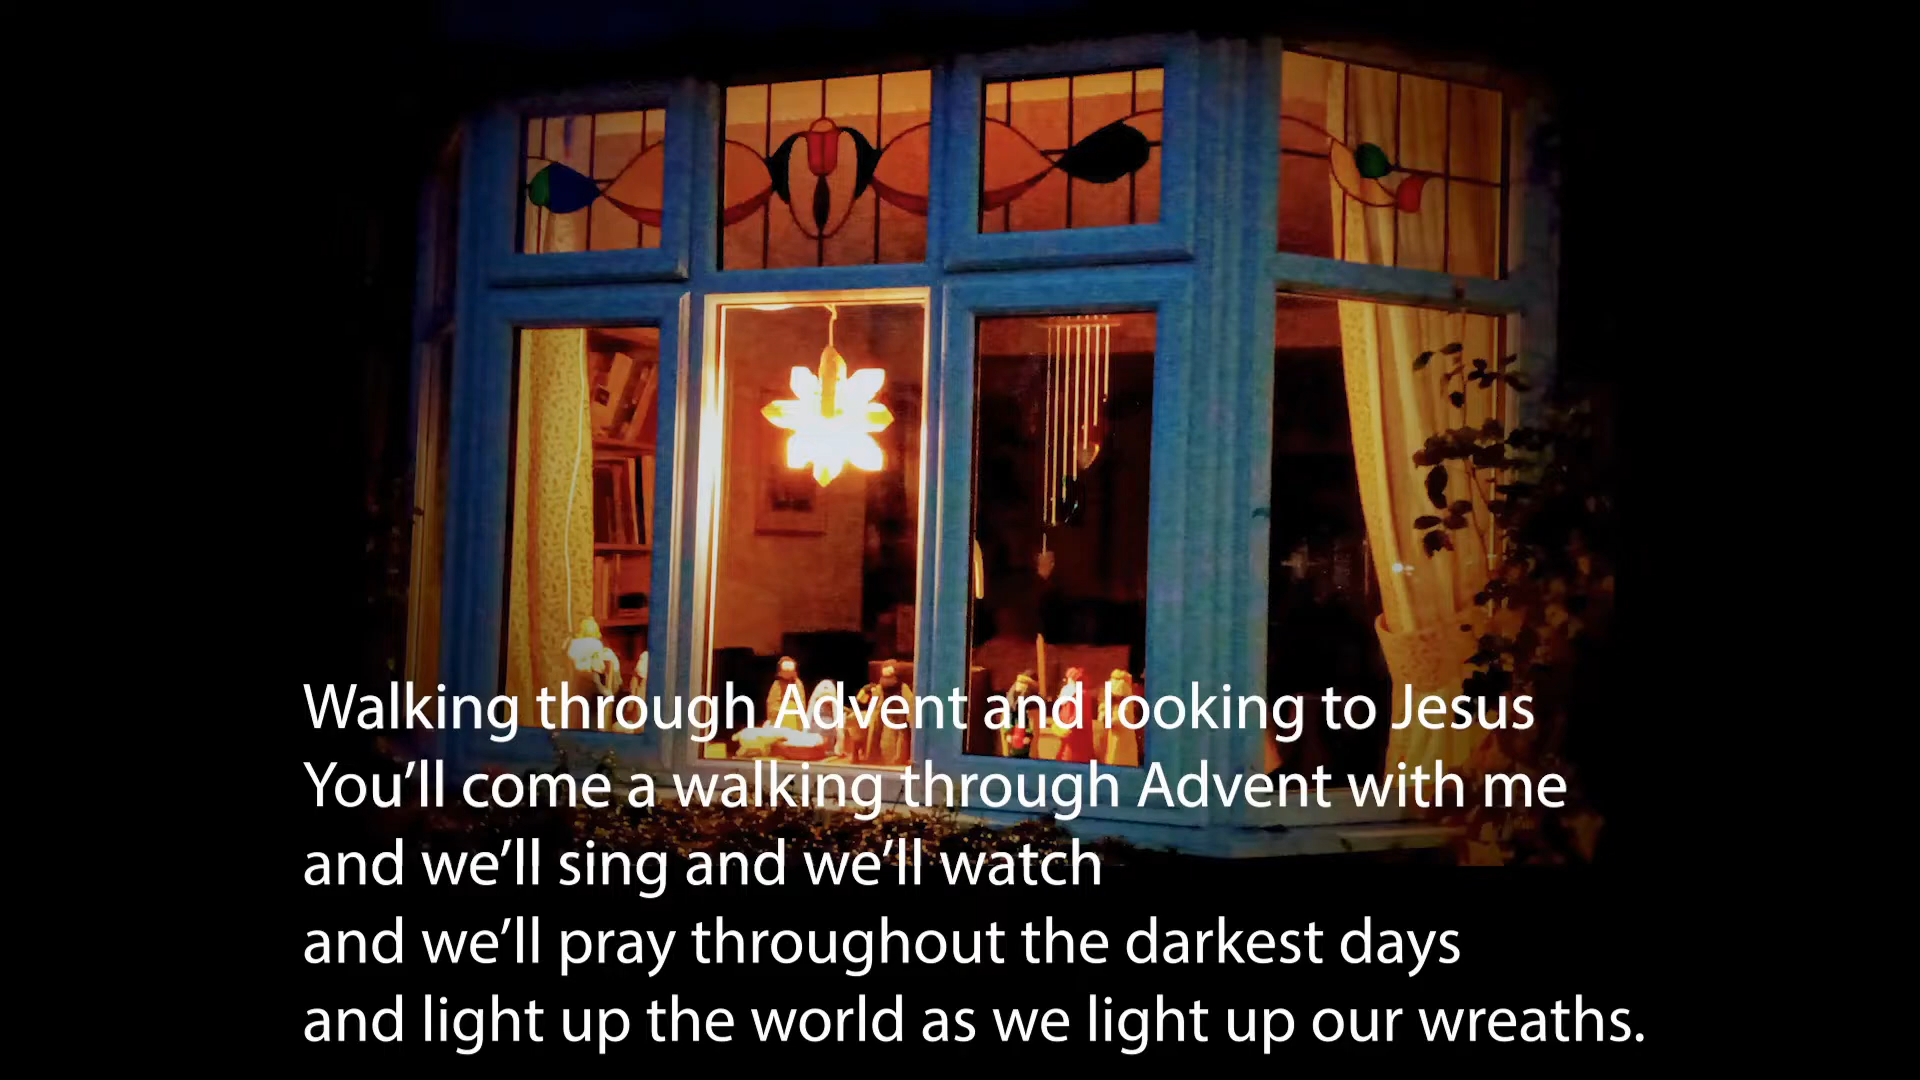 Walking through Advent and looking to Jesus
You’ll come a walking through Advent with me
and we’ll sing and we’ll watch
and we’ll pray throughout the darkest days
and light up the world as we light up our wreaths.